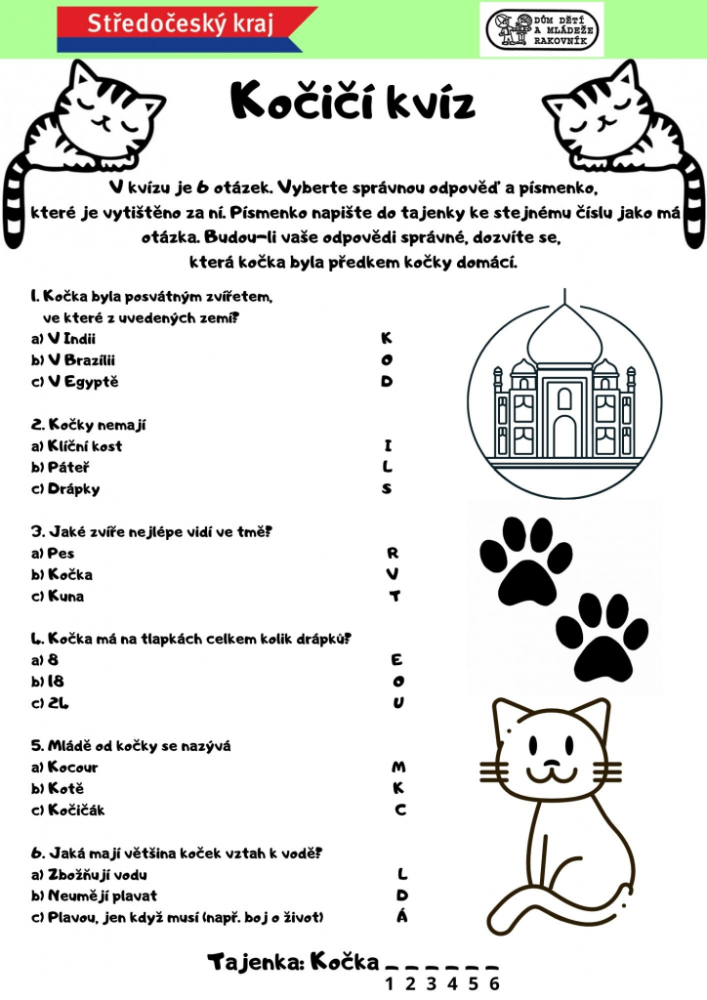 Středočeský kraj
DŮM DĚTÍ
A MLÁDEŽE
RAKOVNÍK
Kočičí kvíz
V kvízu je 6 otázek. Vyberte správnou odpověď a písmenko,
které je vytištěno za ní. Písmenko napište do tajenky ke stejnému číslu jako má
otázka. Budou-li vaše odpovědi správné, dozvíte se,
která kočka byla předkem kočky domácí.
1. Kočka byla posvátným zvířetem,
ve které z uvedených zemí?
a) V Indii K
b) V Brazílii O
c) V Egyptě D
2. Kočky nemají
a) Klíční kost I
b) Páteř L
c) Drápky S
3. Jaké zvíře nejlépe vidí ve tmě?
a) Pes R
b) Kočka V
c) Kuna T
4. Kočka má na tlapkách celkem kolik drápků?
a) 8 E
b) 18 O
c) 24 U
5. Mládě od kočky se nazývá
a) Kocour M
b) Kotě K
c) Kočičák C
6. Jaká mají většina koček vztah k vodě?
a) Zbožňují vodu L
b) Neumějí plavat D
c) Plavou, jen když musí (např. boj o život) Á
Tajenka: Kočka _ _ _ _ _ _
1 2 3 4 5 6